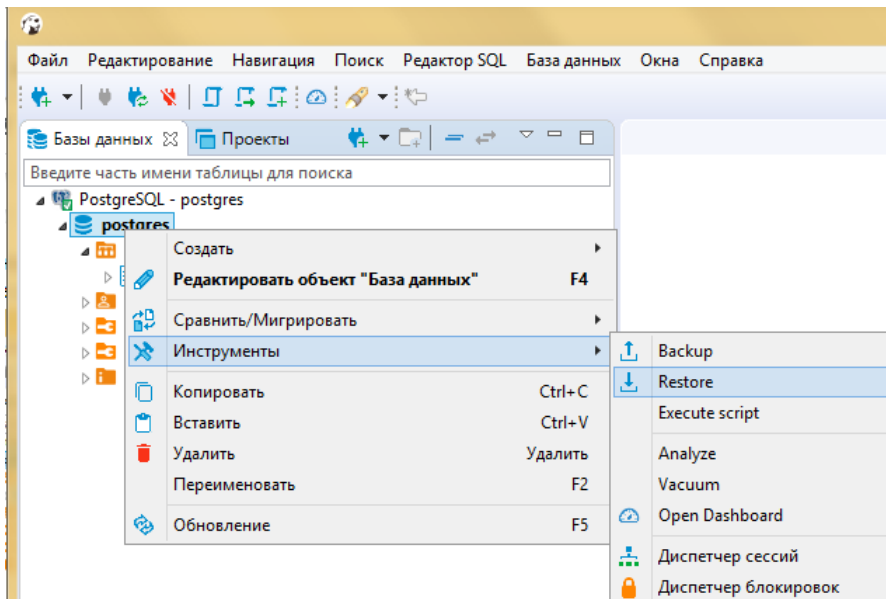 Файл Редактирование Навигация Поиск Редактор SQL База данных Окна Справка
Базы данных Проекты
Введите часть имени таблицы для поиска
PostgreSQL - postgres
postgres
Создать
Редактировать объект "База данных" F4
Сравнить/Мигрировать
Инструменты
Копировать Ctrl+C
Вставить Ctrl+V
Удалить Удалить
Переименовать F2
Обновление F5
Backup
Restore
Execute script
Analyze
Vacuum
Open Dashboard
Диспетчер сессий
Диспетчер блокировок